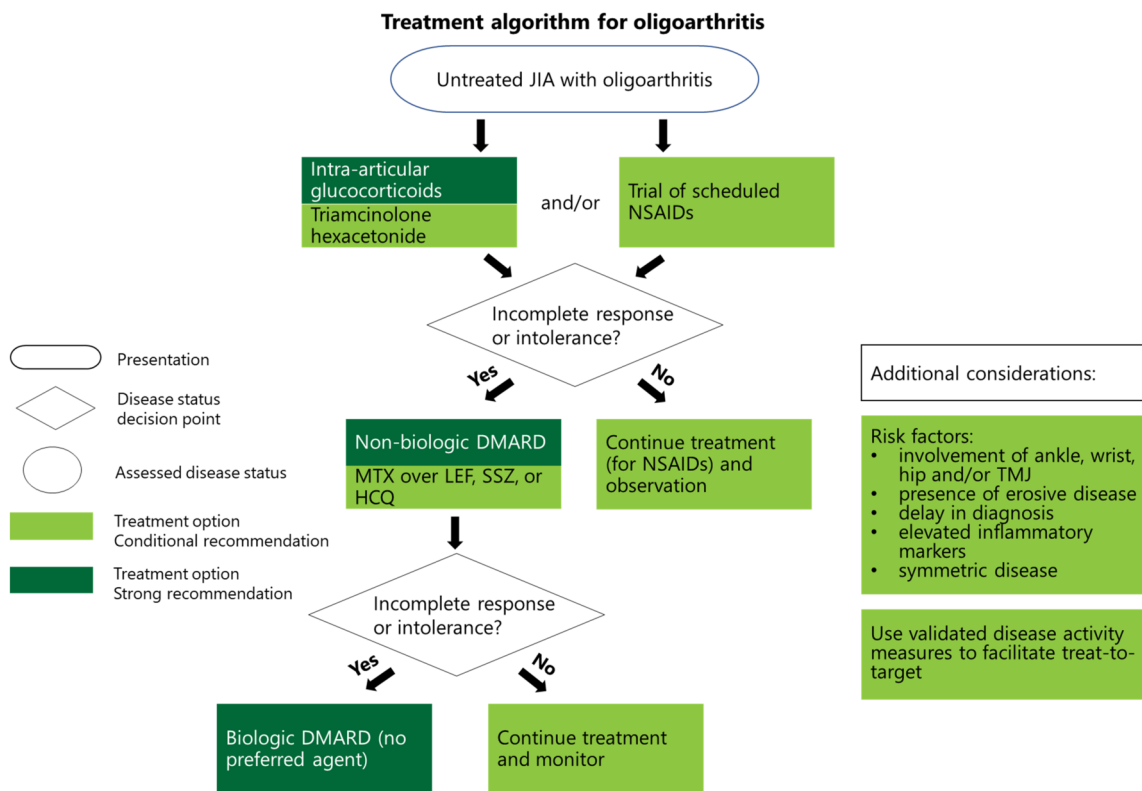 Treatment algorithm for oligoarthritis
Untreated JIA with oligoarthritis
Intra-articular
glucocorticoids
Triamcinolone
hexacetonide
and/or
Trial of scheduled
NSAIDs
Incomplete response
or intolerance?
Yes
No
Non-biologic DMARD
MTX over LEF, SSZ, or
HCQ
Continue treatment
(for NSAIDs) and
observation
Incomplete response
or intolerance?
Yes
No
Biologic DMARD (no
preferred agent)
Continue treatment
and monitor
Presentation
Disease status
decision point
Assessed disease status
Treatment option
Conditional recommendation
Treatment option
Strong recommendation
Additional considerations:
Risk factors:
• involvement of ankle, wrist,
hip and/or TMJ
• presence of erosive disease
• delay in diagnosis
• elevated inflammatory
markers
• symmetric disease
Use validated disease activity
measures to facilitate treat-to-
target